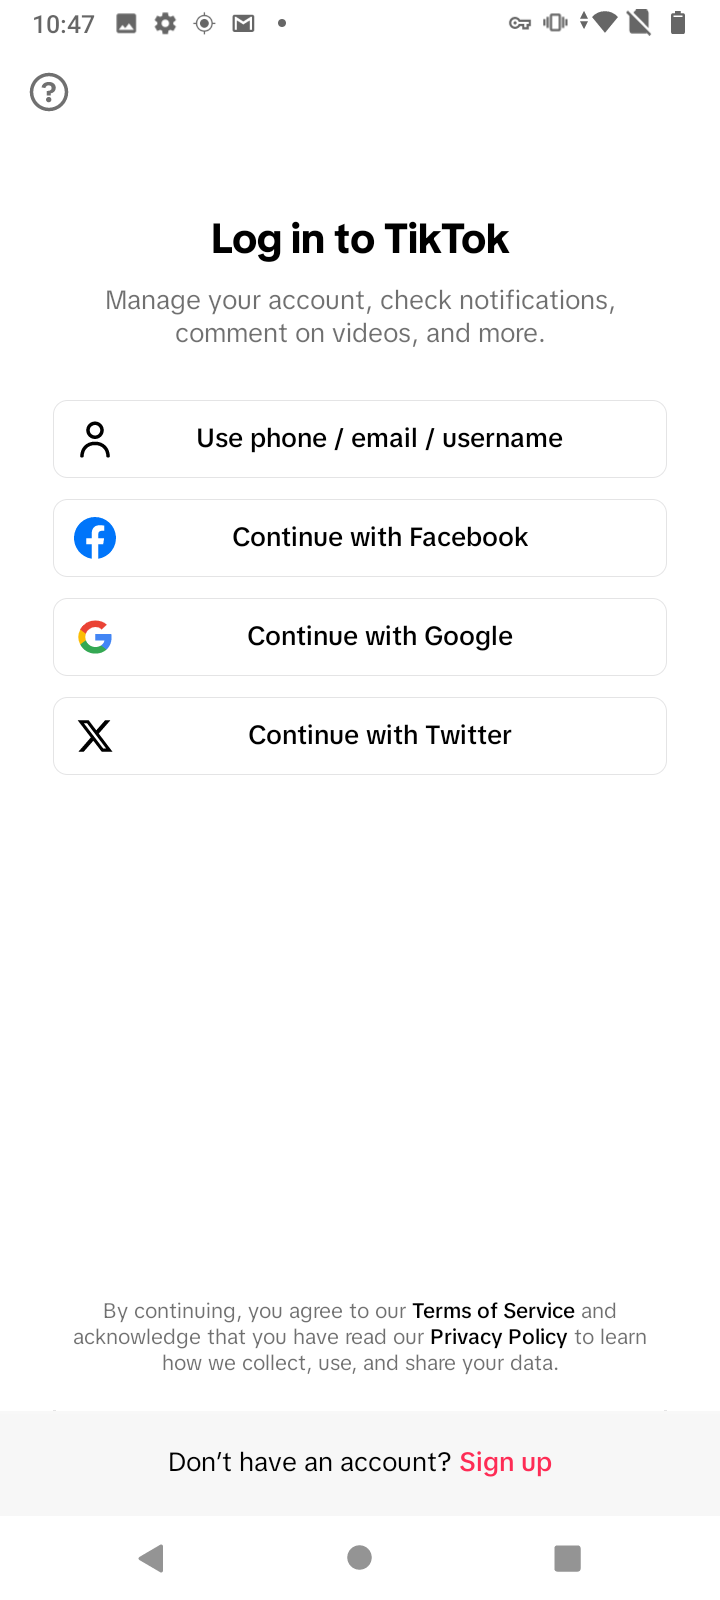 10:47
Log in to TikTok
Manage your account, check notifications,
comment on videos, and more.
Use phone / email / username
Continue with Facebook
Continue with Google
Continue with Twitter
By continuing, you agree to our Terms of Service and
acknowledge that you have read our Privacy Policy to learn
how we collect, use, and share your data.
Don’t have an account? Sign up